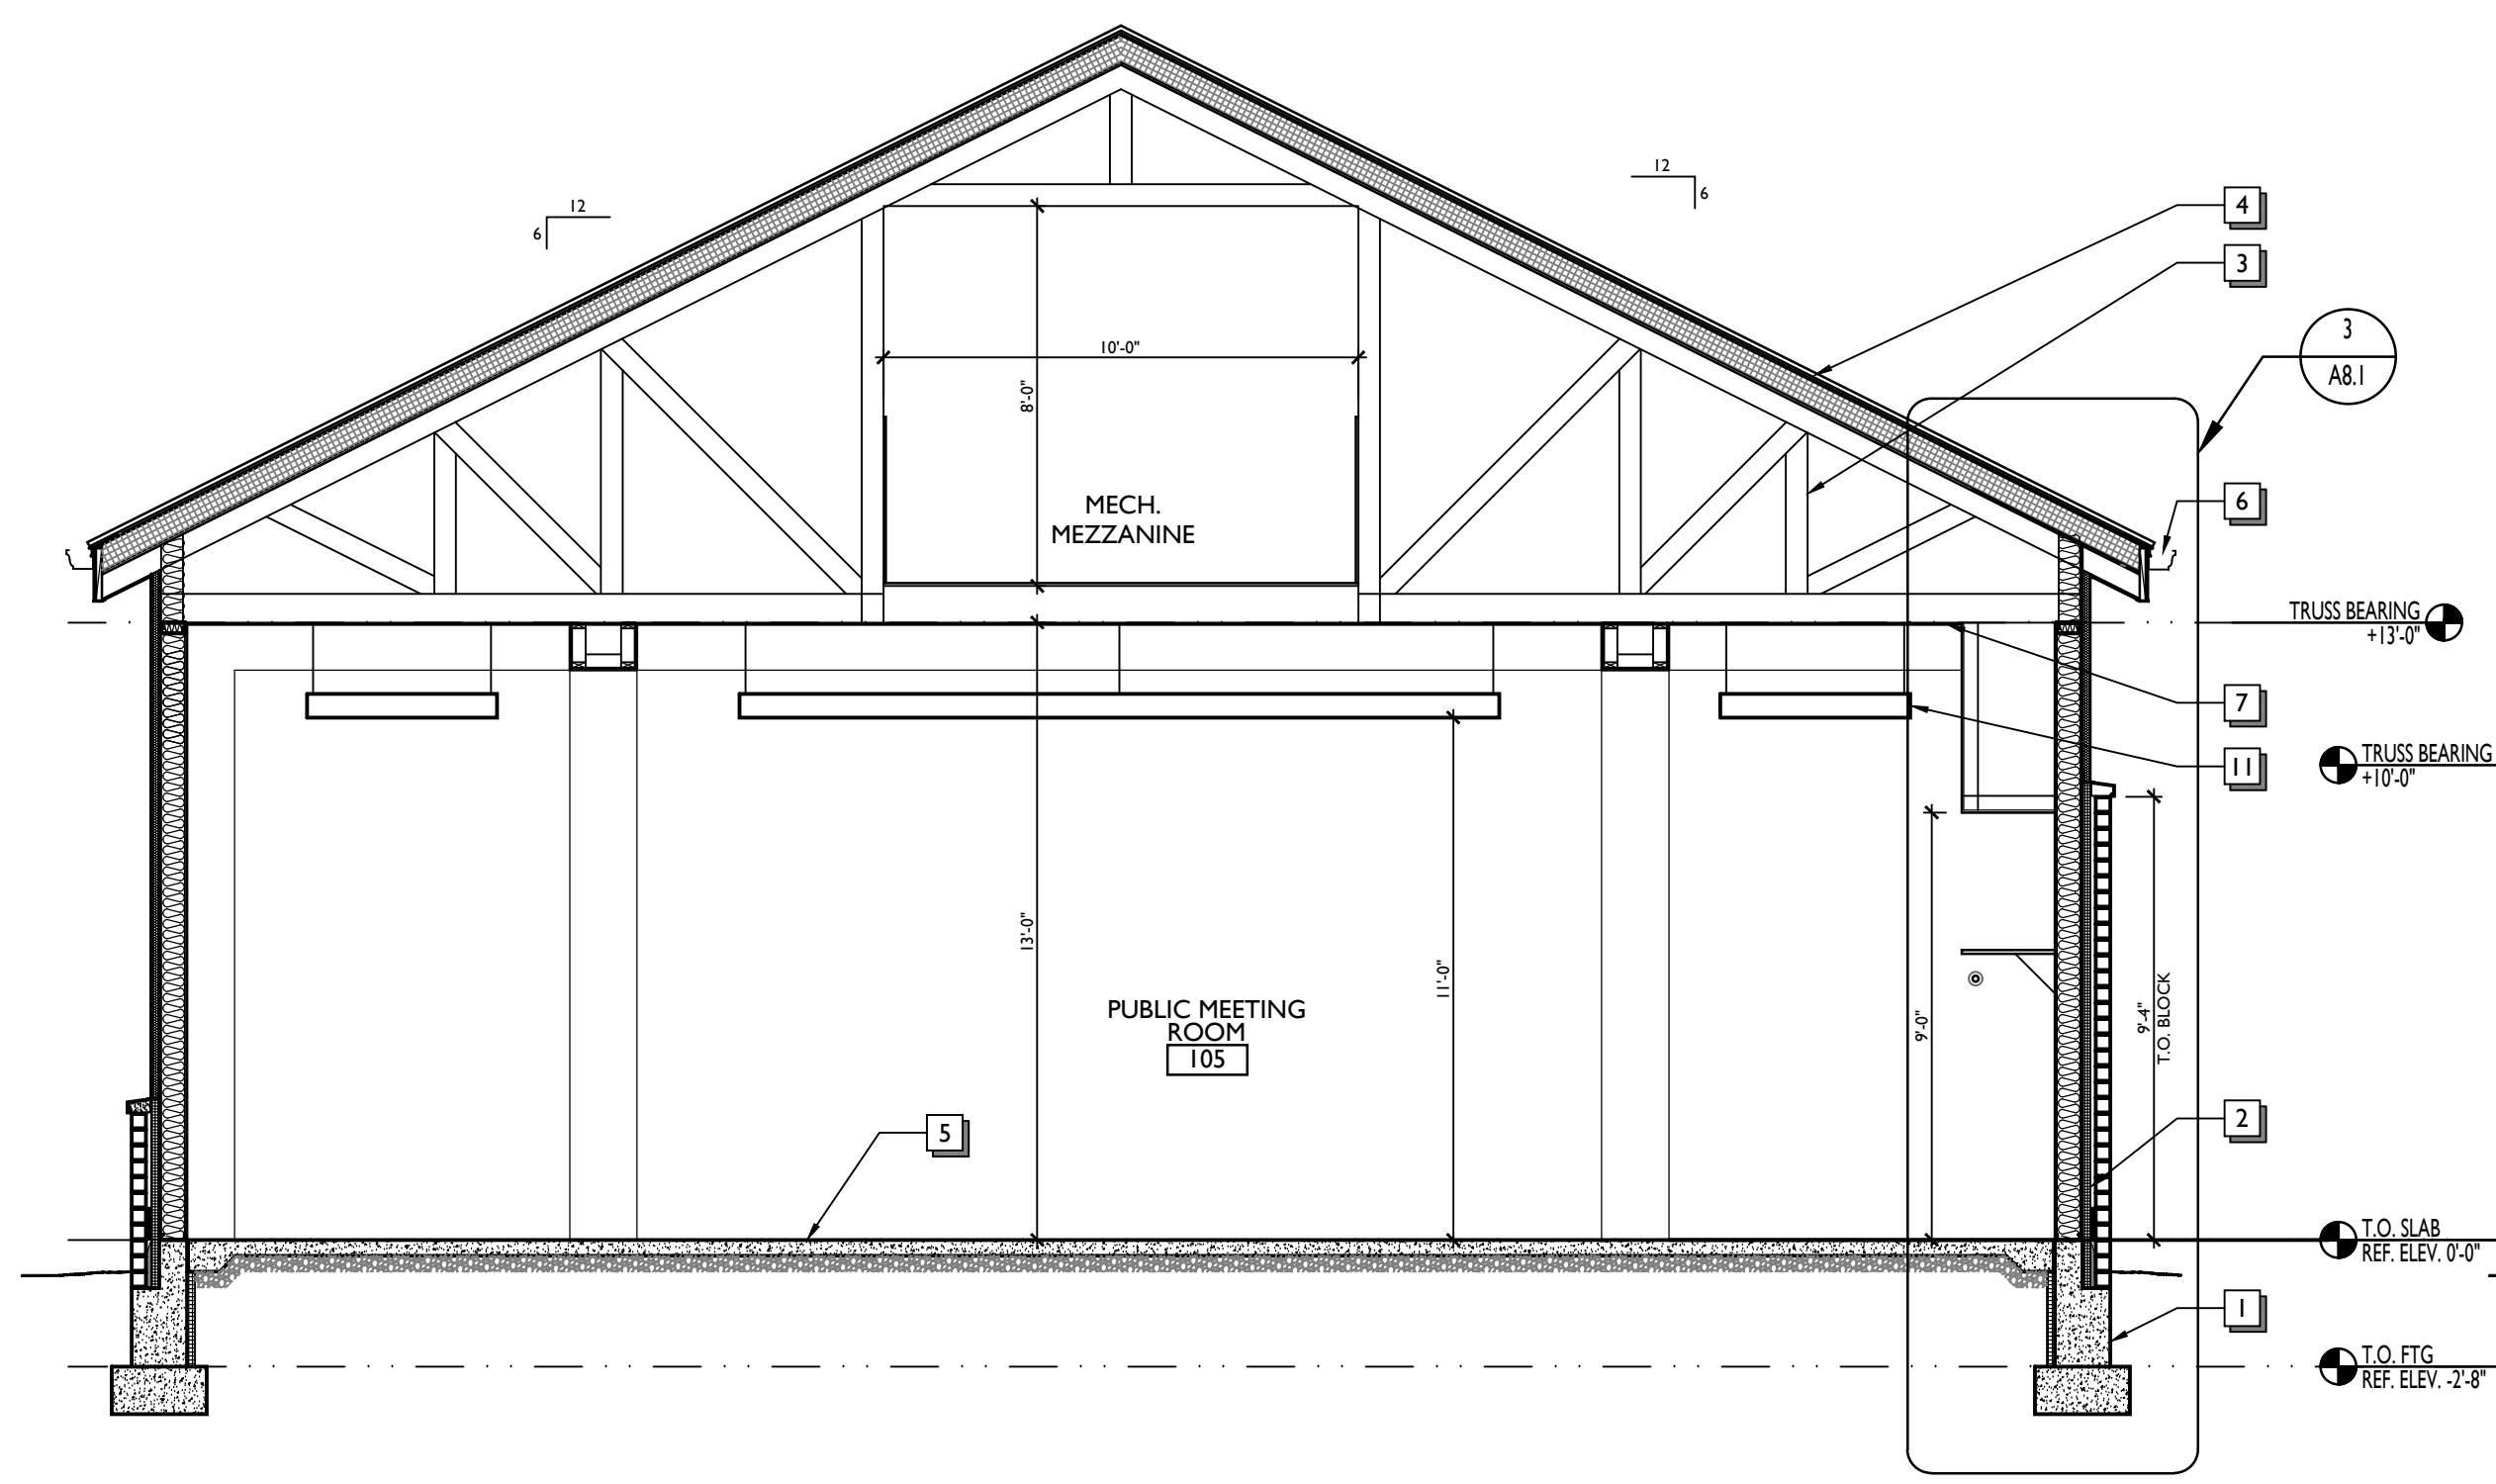 12
6
12
6
4
3
3
A8.1
10'-0"
8'-0"
MECH.
MEZZANINE
6
TRUSS BEARING
+13'-0"
7
TRUSS BEARING
+10'-0"
11
13'-0"
11'-0"
9'-0"
9'-4"
T.O. BLOCK
PUBLIC MEETING
ROOM
105
5
2
T.O. SLAB
REF. ELEV. 0'-0"
1
T.O. FTG
REF. ELEV. -2'-8"